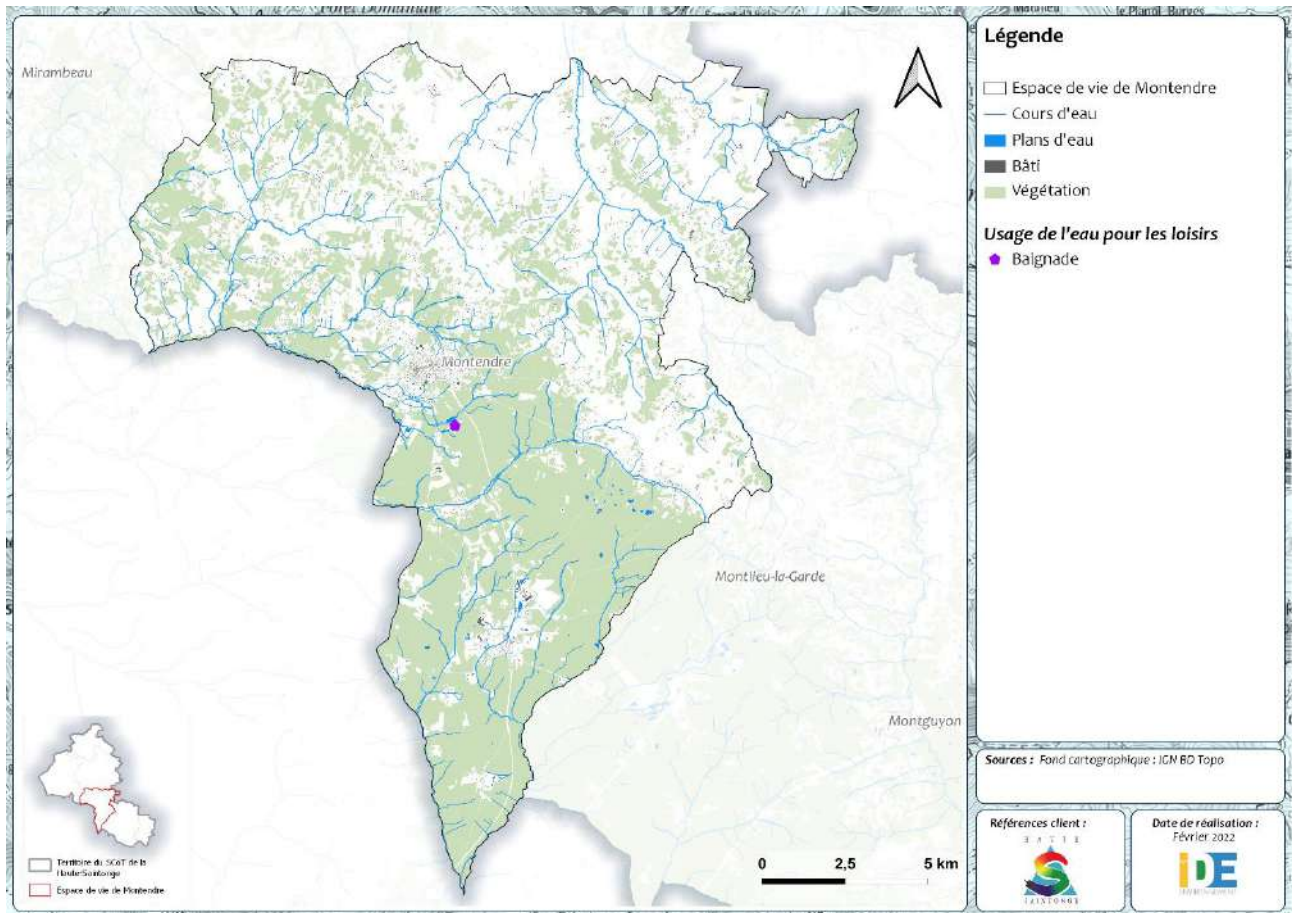 Mirambeau
Montendre
Montlieu-la-Garde
Montguyon
Territoire du SCoT de la
Haute-Saintonge
Espace de vie de Montendre
0 2,5 5 km
Légende
Espace de vie de Montendre
Cours d'eau
Plans d'eau
Bâti
Végétation
Usage de l'eau pour les loisirs
Baignade
Sources : Fond cartographique : IGN BD Topo
Références client :
Date de réalisation :
Février 2022
IDE